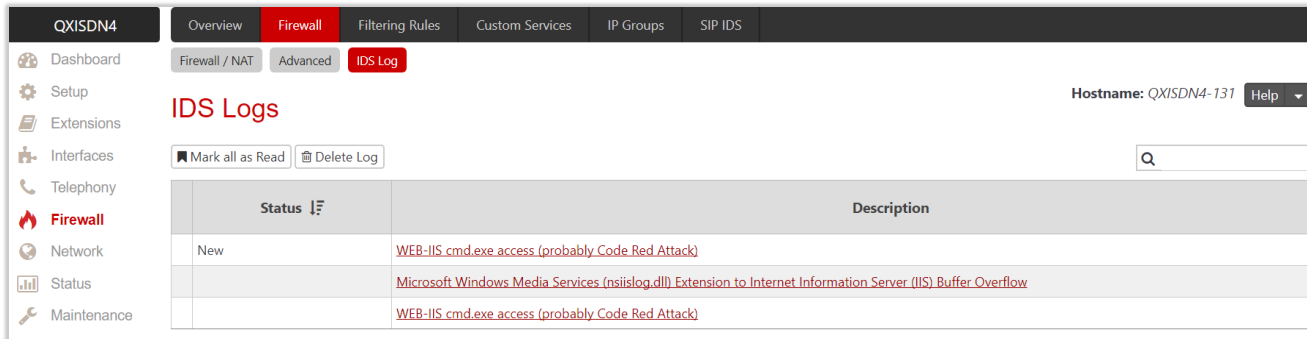 QXISDN4
Overview Firewall Filtering Rules Custom Services IP Groups SIP IDS
Dashboard
Setup
Extensions
Interfaces
Telephony
Firewall
Network
Status
Maintenance
Firewall / NAT Advanced IDS Log
IDS Logs
Hostname: QXISDN4-131 Help
Mark all as Read Delete Log
Status Description
New WEB-IIS cmd.exe access (probably Code Red Attack)
Microsoft Windows Media Services (nsiislog.dll) Extension to Internet Information Server (IIS) Buffer Overflow
WEB-IIS cmd.exe access (probably Code Red Attack)